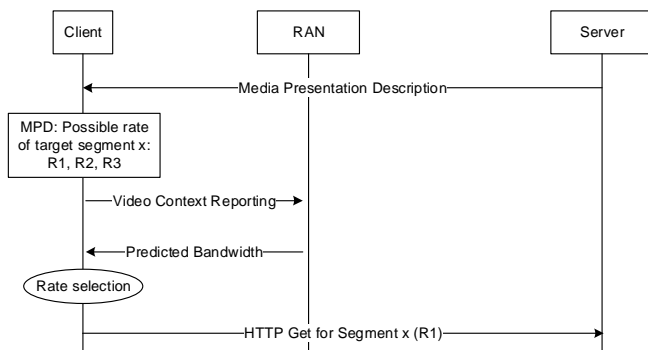 Client
RAN
Server
Media Presentation Description
MPD: Possible rate
of target segment x:
R1, R2, R3
Video Context Reporting
Predicted Bandwidth
Rate selection
HTTP Get for Segment x (R1)